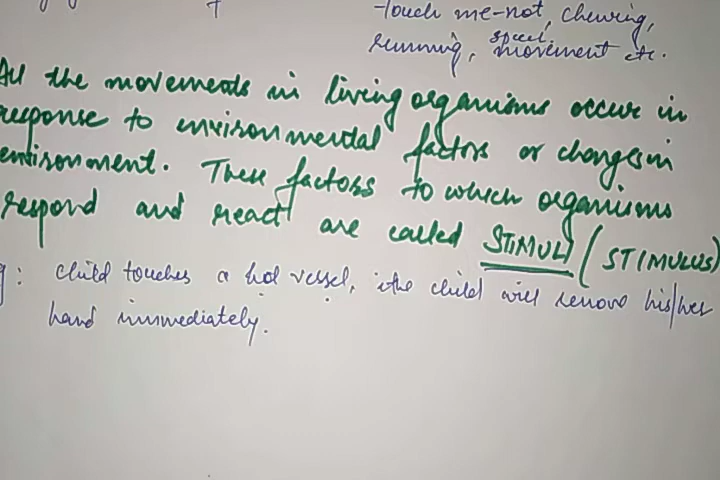 touch me-not, chewing,
running, speed, movement etc.
All the movements in living organisms occur in
response to environmental factors or changes in
environment. These factors to which organisms
respond and react are called STIMULI (STIMULUS)
g: child touches a hot vessel, the child will remove his/her
hand immediately.